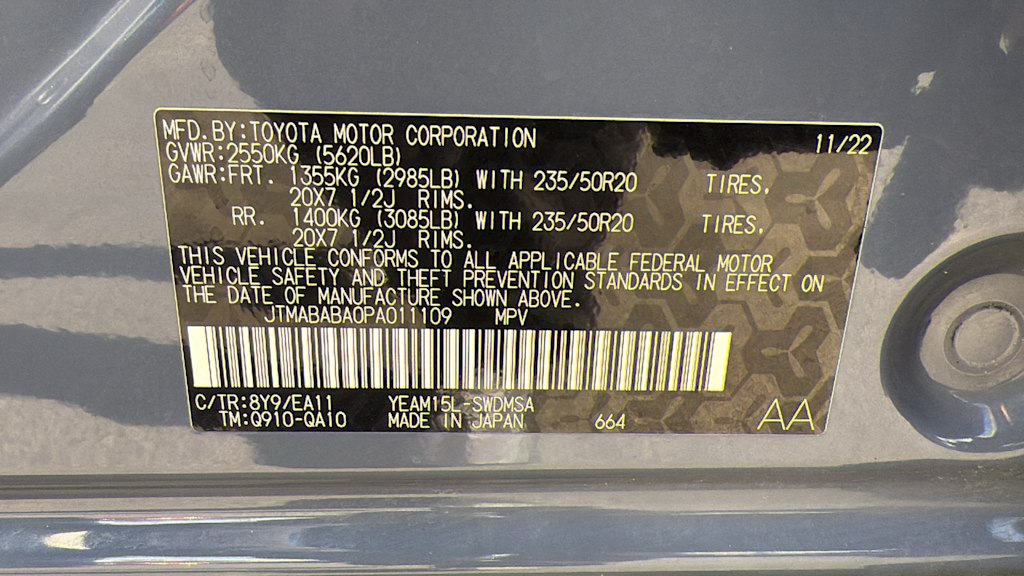 MFD.BY:TOYOTA MOTOR CORPORATION 11/22
GVWR:2550KG (5620LB)
GAWR:FRT. 1355KG (2985LB) WITH 235/50R20 TIRES.
20X7 1/2J RIMS.
RR. 1400KG (3085LB) WITH 235/50R20 TIRES.
20X7 1/2J RIMS.
THIS VEHICLE CONFORMS TO ALL APPLICABLE FEDERAL MOTOR
VEHICLE SAFETY AND THEFT PREVENTION STANDARDS IN EFFECT ON
THE DATE OF MANUFACTURE SHOWN ABOVE.
JTMABABA0PA011109 MPV
C/TR:8Y9/EA11 YEAM15L-SWDMSA
TM:Q910-QA10 MADE IN JAPAN 664 AA